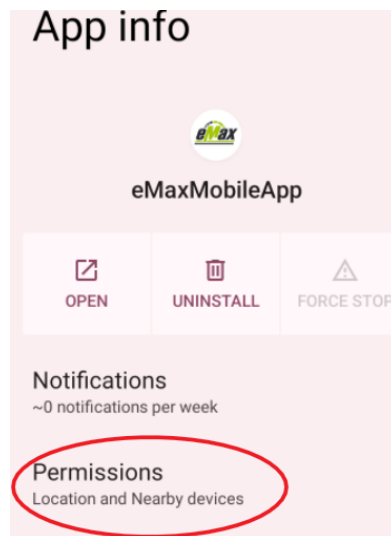 App info
eMax
eMaxMobileApp
OPEN UNINSTALL FORCE STOP
Notifications
~0 notifications per week
Permissions
Location and Nearby devices